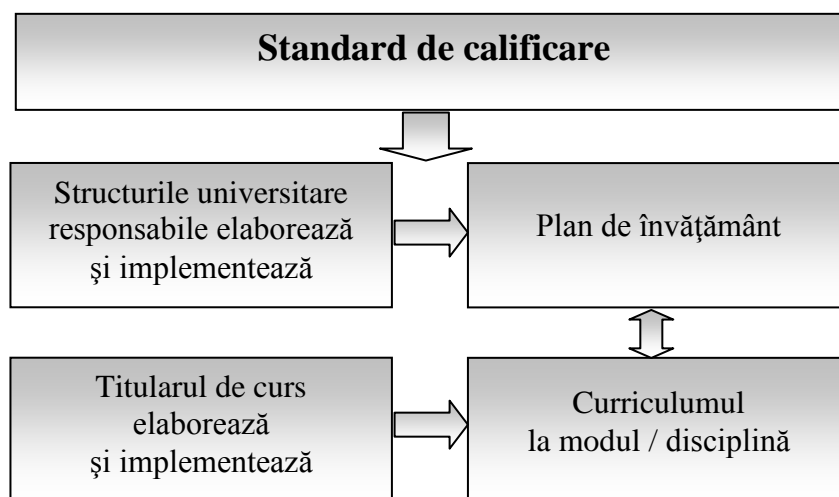 Standard de calificare
Structurile universitare
responsabile elaborează
şi implementează
Plan de învăţământ
Titularul de curs
elaborează
şi implementează
Curriculumul
la modul / disciplină